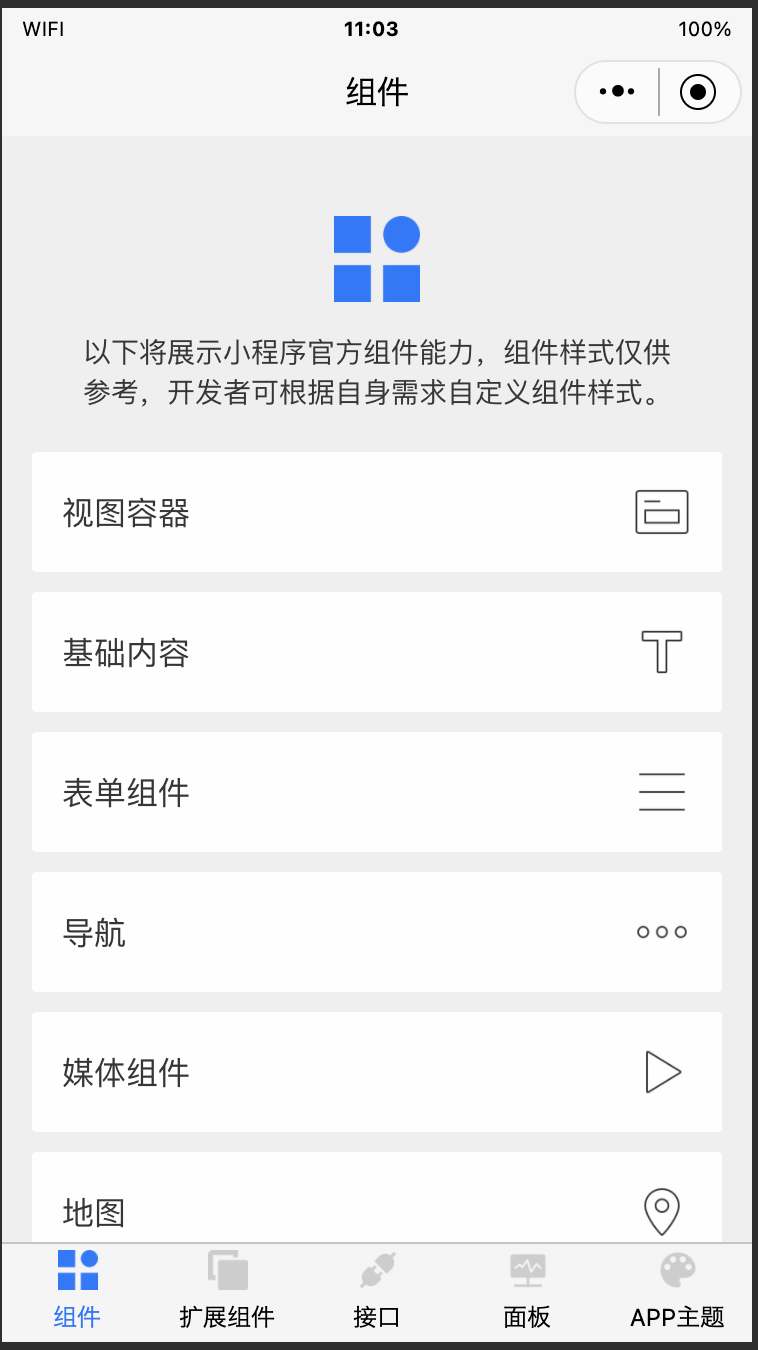 WIFI 11:03 100%
组件
以下将展示小程序官方组件能力，组件样式仅供
参考，开发者可根据自身需求自定义组件样式。
视图容器
基础内容
表单组件
导航
媒体组件
地图
组件 扩展组件 接口 面板 APP主题